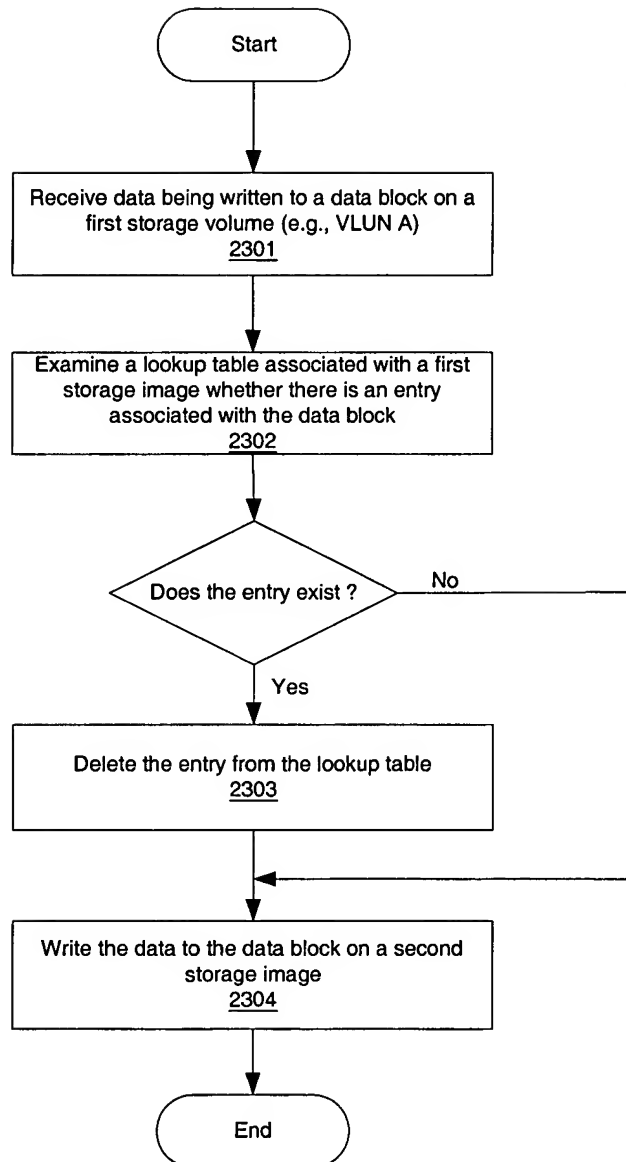 Start
Receive data being written to a data block on a
first storage volume (e.g., VLUN A)
2301
Examine a lookup table associated with a first
storage image whether there is an entry
associated with the data block
2302
Does the entry exist ?
No
Yes
Delete the entry from the lookup table
2303
Write the data to the data block on a second
storage image
2304
End